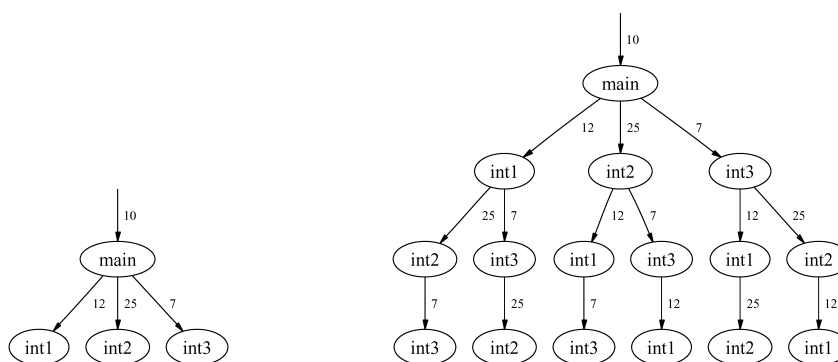 10
main
12 25 7
int1 int2 int3
10
main
12 25 7
int1 int2 int3
25 7 12 7 12 25
int2 int3 int1 int3 int1 int2
7 25 7 12 25 12
int3 int2 int3 int1 int2 int1